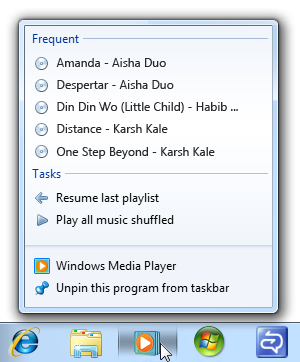 Frequent
Amanda - Aisha Duo
Despertar - Aisha Duo
Din Din Wo (Little Child) - Habib ...
Distance - Karsh Kale
One Step Beyond - Karsh Kale
Tasks
Resume last playlist
Play all music shuffled
Windows Media Player
Unpin this program from taskbar